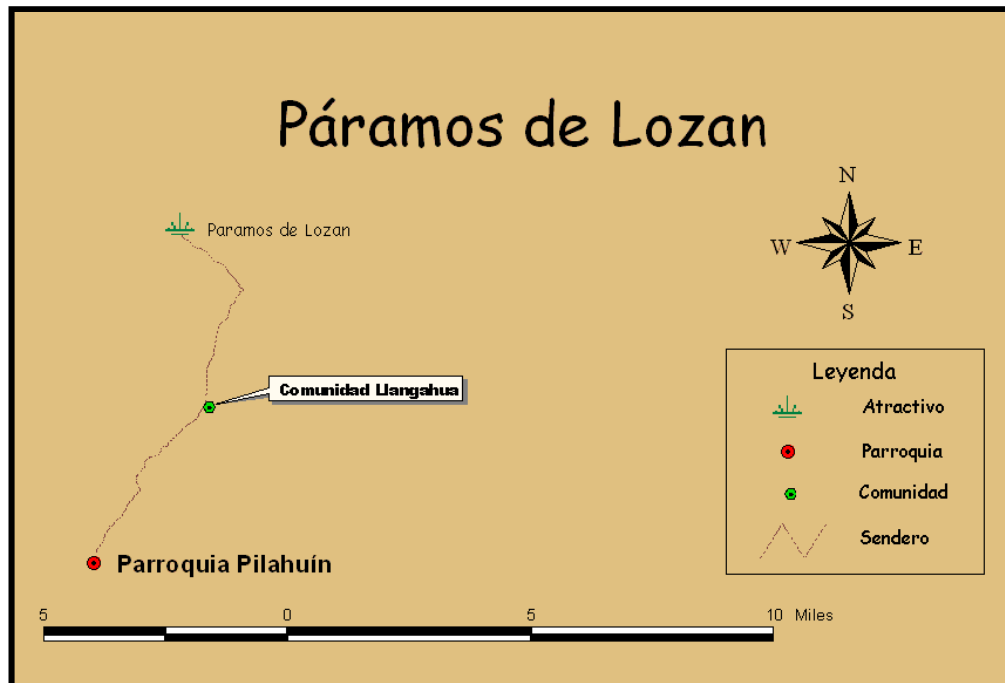 Páramos de Lozan
N
W
E
S
Paramos de Lozan
Comunidad Llangahua
Parroquia Pilahuín
Leyenda
Atractivo
Parroquia
Comunidad
Sendero
5 0 5 10 Miles